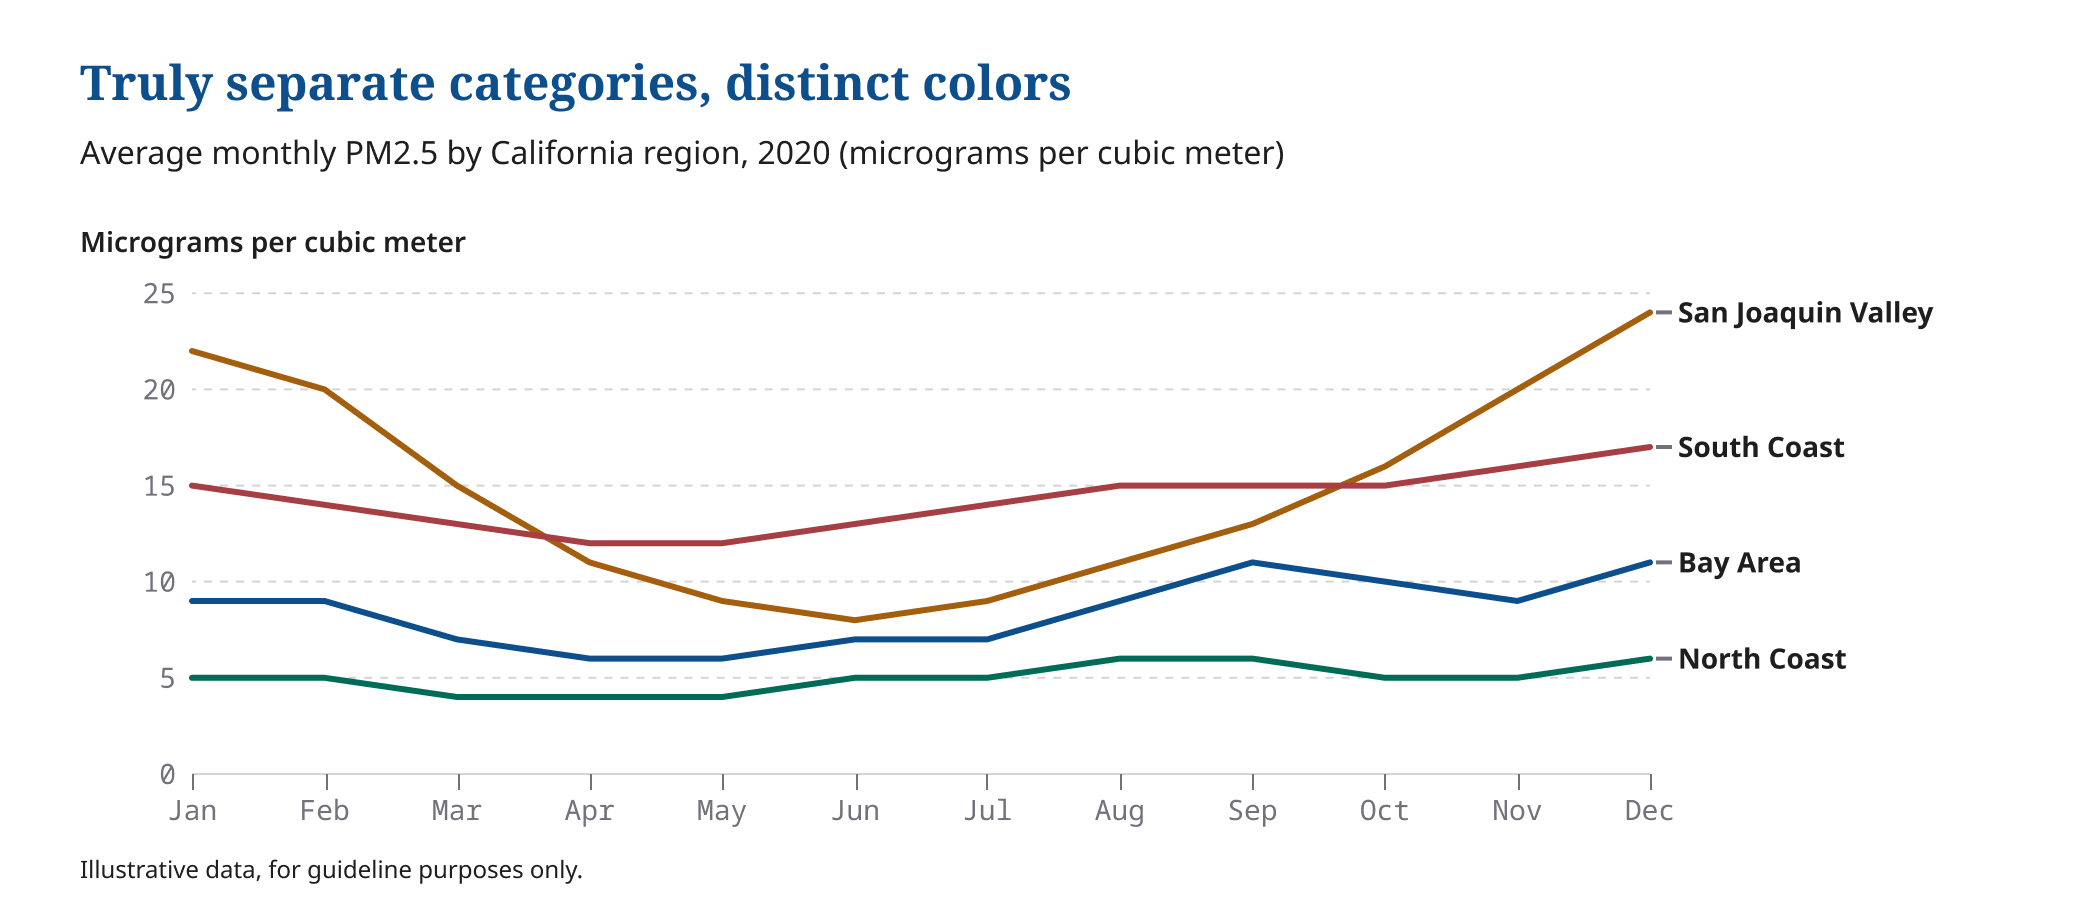 Truly separate categories, distinct colors
Average monthly PM2.5 by California region, 2020 (micrograms per cubic meter)
Micrograms per cubic meter
25
San Joaquin Valley
20
South Coast
15
Bay Area
10
North Coast
5
0
Jan Feb Mar Apr May Jun Jul Aug Sep Oct Nov Dec
Illustrative data, for guideline purposes only.